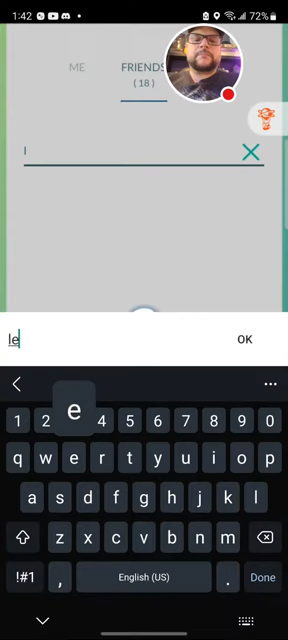 1:42
72%
ME
FRIENDS
( 18 )
l
le
OK
e
1 2 4 5 6 7 8 9 0
q w e r t y u i o p
a s d f g h j k l
z x c v b n m
!#1 , English (US) . Done